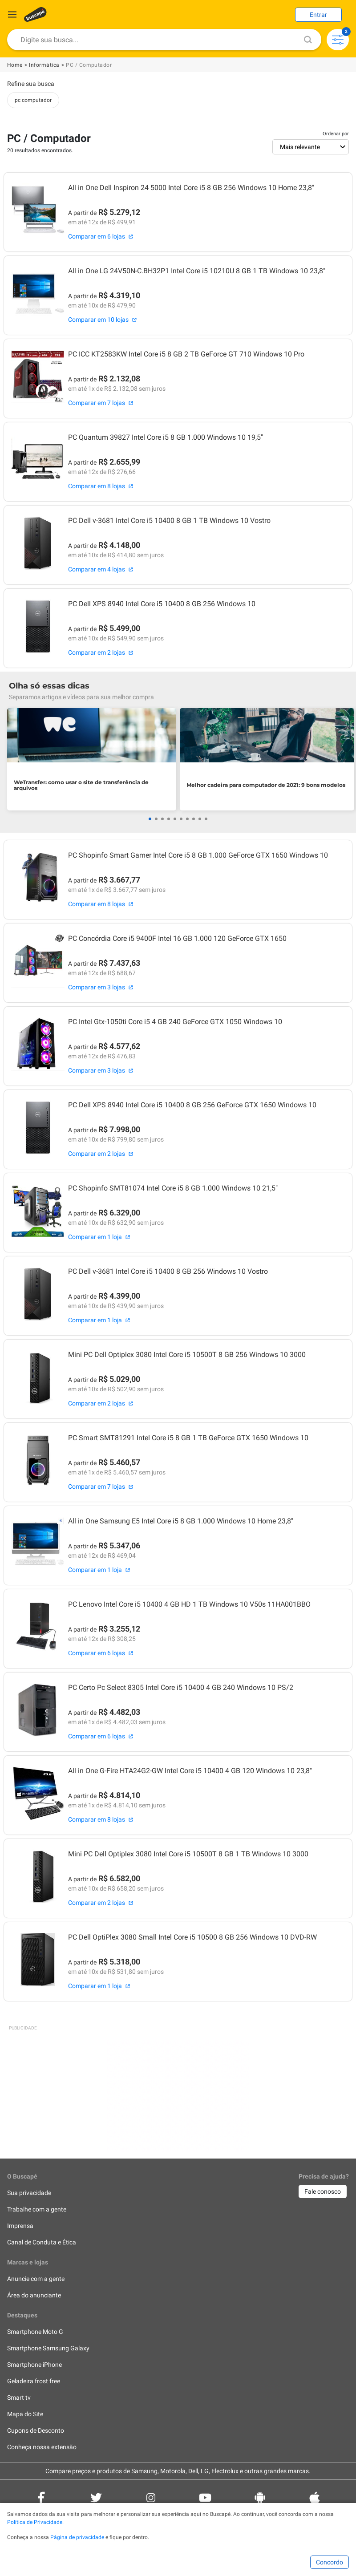 buscapé
Entrar
Digite sua busca...
2
Home > Informática > PC / Computador
Refine sua busca
pc computador
Ordenar por
PC / Computador
20 resultados encontrados.
Mais relevante
All in One Dell Inspiron 24 5000 Intel Core i5 8 GB 256 Windows 10 Home 23,8"
A partir de R$ 5.279,12
em até 12x de R$ 499,91
Comparar em 6 lojas
All in One LG 24V50N-C.BH32P1 Intel Core i5 10210U 8 GB 1 TB Windows 10 23,8"
A partir de R$ 4.319,10
em até 10x de R$ 479,90
Comparar em 10 lojas
PC ICC KT2583KW Intel Core i5 8 GB 2 TB GeForce GT 710 Windows 10 Pro
A partir de R$ 2.132,08
em até 1x de R$ 2.132,08 sem juros
Comparar em 7 lojas
PC Quantum 39827 Intel Core i5 8 GB 1.000 Windows 10 19,5"
A partir de R$ 2.655,99
em até 12x de R$ 276,66
Comparar em 8 lojas
PC Dell v-3681 Intel Core i5 10400 8 GB 1 TB Windows 10 Vostro
A partir de R$ 4.148,00
em até 10x de R$ 414,80 sem juros
Comparar em 4 lojas
PC Dell XPS 8940 Intel Core i5 10400 8 GB 256 Windows 10
A partir de R$ 5.499,00
em até 10x de R$ 549,90 sem juros
Comparar em 2 lojas
Olha só essas dicas
Separamos artigos e vídeos para sua melhor compra
WeTransfer: como usar o site de transferência de arquivos
Melhor cadeira para computador de 2021: 9 bons modelos
PC Shopinfo Smart Gamer Intel Core i5 8 GB 1.000 GeForce GTX 1650 Windows 10
A partir de R$ 3.667,77
em até 1x de R$ 3.667,77 sem juros
Comparar em 8 lojas
PC Concórdia Core i5 9400F Intel 16 GB 1.000 120 GeForce GTX 1650
A partir de R$ 7.437,63
em até 12x de R$ 688,67
Comparar em 3 lojas
PC Intel Gtx-1050ti Core i5 4 GB 240 GeForce GTX 1050 Windows 10
A partir de R$ 4.577,62
em até 12x de R$ 476,83
Comparar em 3 lojas
PC Dell XPS 8940 Intel Core i5 10400 8 GB 256 GeForce GTX 1650 Windows 10
A partir de R$ 7.998,00
em até 10x de R$ 799,80 sem juros
Comparar em 2 lojas
PC Shopinfo SMT81074 Intel Core i5 8 GB 1.000 Windows 10 21,5"
A partir de R$ 6.329,00
em até 10x de R$ 632,90 sem juros
Comparar em 1 loja
PC Dell v-3681 Intel Core i5 10400 8 GB 256 Windows 10 Vostro
A partir de R$ 4.399,00
em até 10x de R$ 439,90 sem juros
Comparar em 1 loja
Mini PC Dell Optiplex 3080 Intel Core i5 10500T 8 GB 256 Windows 10 3000
A partir de R$ 5.029,00
em até 10x de R$ 502,90 sem juros
Comparar em 2 lojas
PC Smart SMT81291 Intel Core i5 8 GB 1 TB GeForce GTX 1650 Windows 10
A partir de R$ 5.460,57
em até 1x de R$ 5.460,57 sem juros
Comparar em 7 lojas
All in One Samsung E5 Intel Core i5 8 GB 1.000 Windows 10 Home 23,8"
A partir de R$ 5.347,06
em até 12x de R$ 469,04
Comparar em 1 loja
PC Lenovo Intel Core i5 10400 4 GB HD 1 TB Windows 10 V50s 11HA001BBO
A partir de R$ 3.255,12
em até 12x de R$ 308,25
Comparar em 6 lojas
PC Certo Pc Select 8305 Intel Core i5 10400 4 GB 240 Windows 10 PS/2
A partir de R$ 4.482,03
em até 1x de R$ 4.482,03 sem juros
Comparar em 6 lojas
All in One G-Fire HTA24G2-GW Intel Core i5 10400 4 GB 120 Windows 10 23,8"
A partir de R$ 4.814,10
em até 1x de R$ 4.814,10 sem juros
Comparar em 8 lojas
Mini PC Dell Optiplex 3080 Intel Core i5 10500T 8 GB 1 TB Windows 10 3000
A partir de R$ 6.582,00
em até 10x de R$ 658,20 sem juros
Comparar em 2 lojas
PC Dell OptiPlex 3080 Small Intel Core i5 10500 8 GB 256 Windows 10 DVD-RW
A partir de R$ 5.318,00
em até 10x de R$ 531,80 sem juros
Comparar em 1 loja
PUBLICIDADE
O Buscapé
Precisa de ajuda?
Sua privacidade
Fale conosco
Trabalhe com a gente
Imprensa
Canal de Conduta e Ética
Marcas e lojas
Anuncie com a gente
Área do anunciante
Destaques
Smartphone Moto G
Smartphone Samsung Galaxy
Smartphone iPhone
Geladeira frost free
Smart tv
Mapa do Site
Cupons de Desconto
Conheça nossa extensão
Compare preços e produtos de Samsung, Motorola, Dell, LG, Electrolux e outras grandes marcas.
Salvamos dados da sua visita para melhorar e personalizar sua experiência aqui no Buscapé. Ao continuar, você concorda com a nossa Política de Privacidade.
Conheça a nossa Página de privacidade e fique por dentro.
Concordo